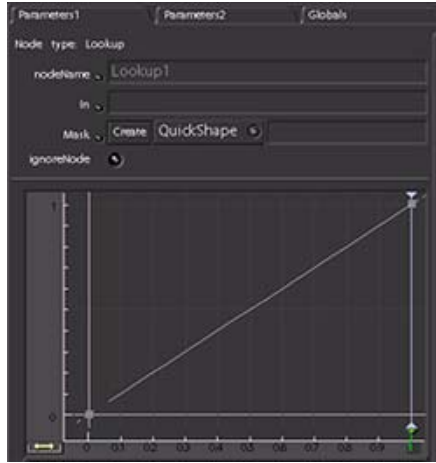 Parameters1 Parameters2 Globals
Node type: Lookup
nodeName Lookup1
In
Mask Create QuickShape
ignoreNode
1
0
0 0.1 0.2 0.3 0.4 0.5 0.6 0.7 0.8 0.9